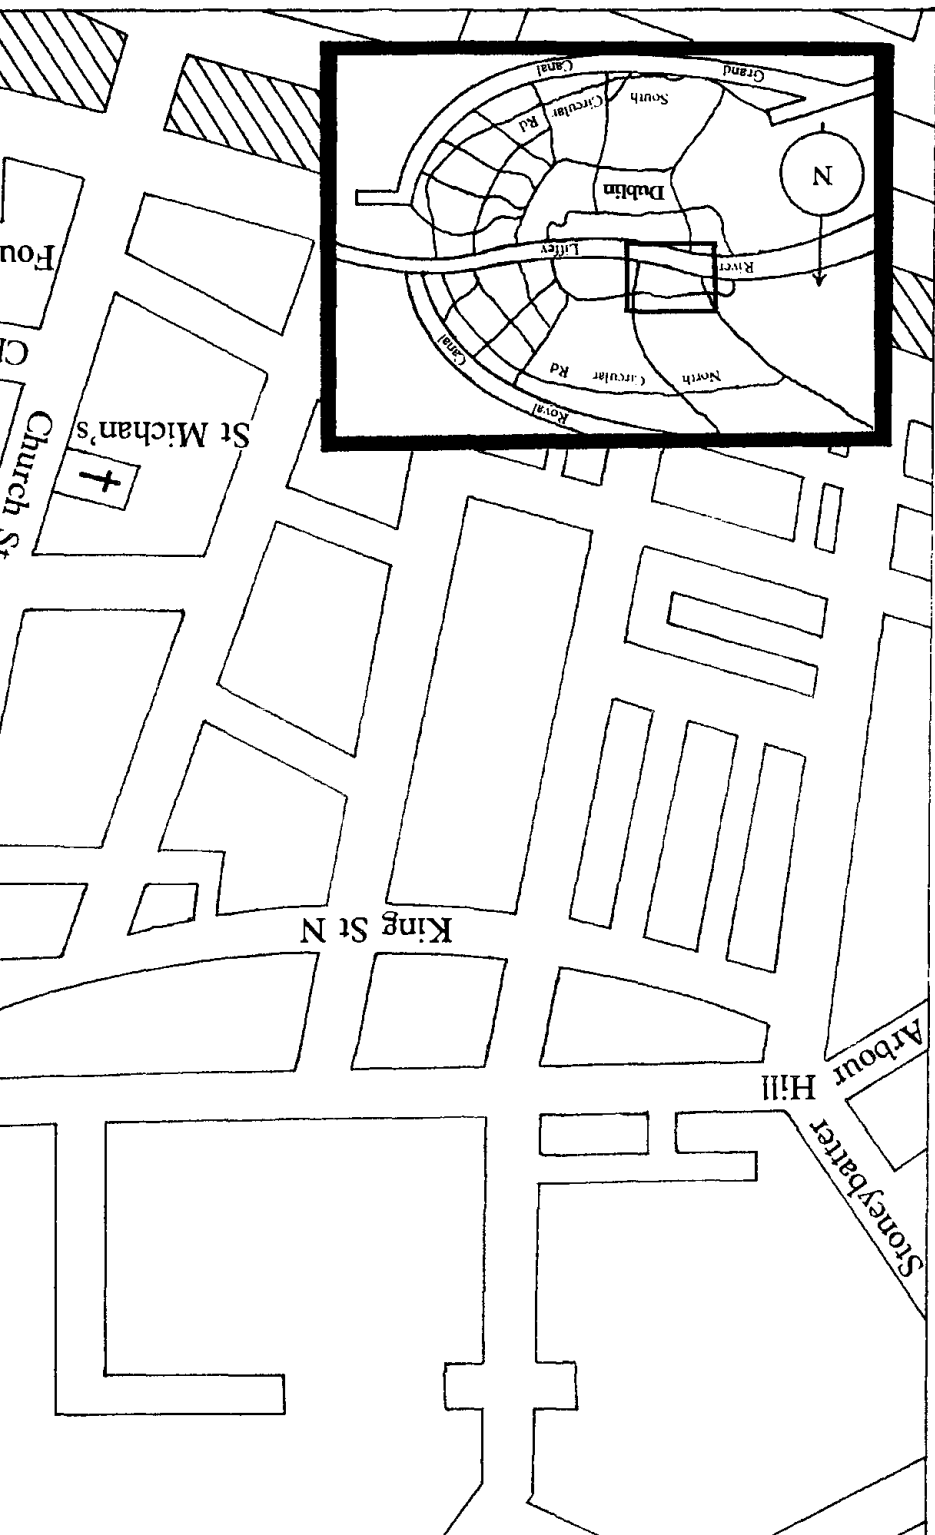 Stoneybatter
Arbour
Hill
King St N
Church St
St Michan's
Fou
Royal
Canal
North Circular Rd
River Liffey
N
Dublin
South Circular Rd
Grand Canal